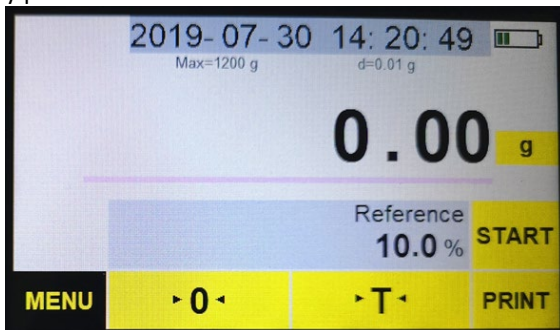 2019-07-30 14:20:49
Max=1200 g d=0.01 g
0.00 g
Reference
10.0 %
START
MENU ▸0◂ ▸T◂ PRINT